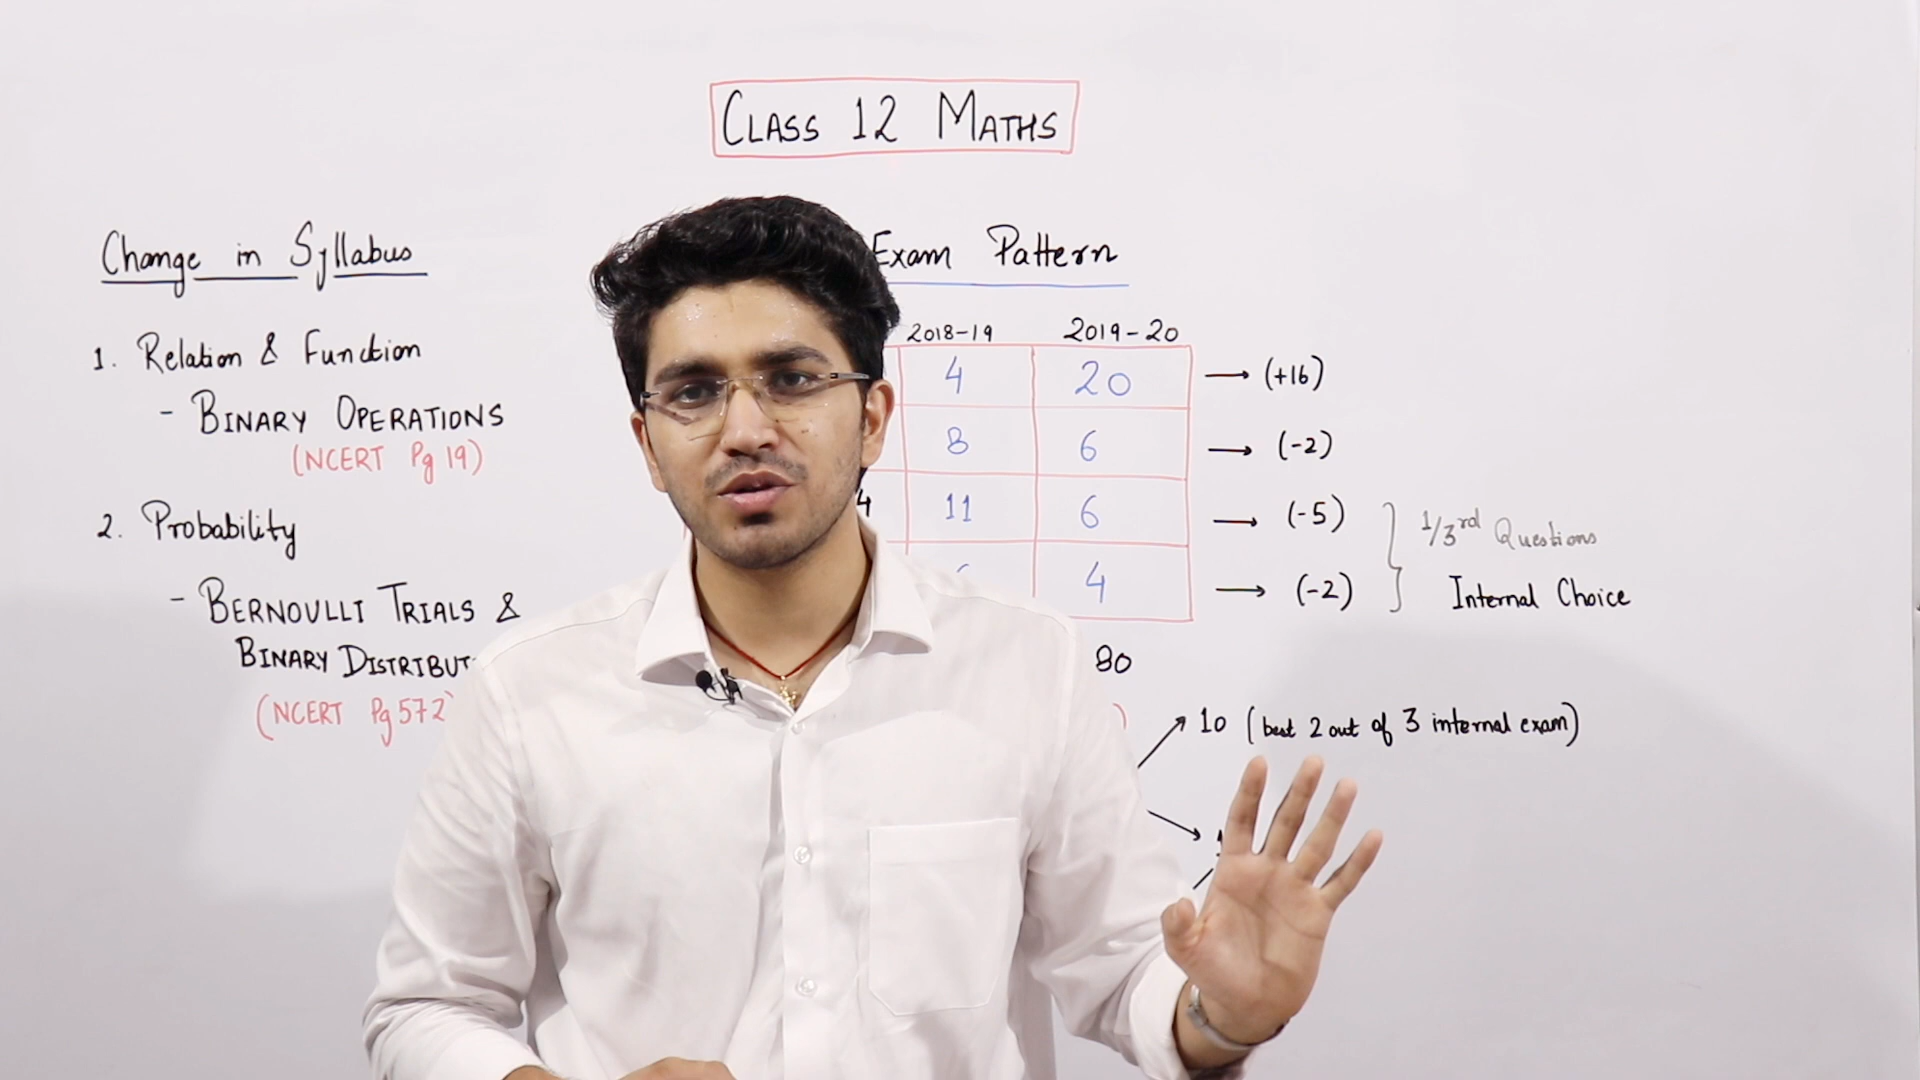 CLASS 12 MATHS
Change in Syllabus
1. Relation & Function
- BINARY OPERATIONS
(NCERT Pg 19)
2. Probability
- BERNOULLI TRIALS &
BINARY DISTRIBUT
(NCERT Pg 572)
Exam Pattern
2018-19 2019-20
4 20 → (+16)
8 6 → (-2)
4 11 6 → (-5)
4 → (-2)
1/3rd Questions
Internal Choice
80
) 10 (best 2 out of 3 internal exam)